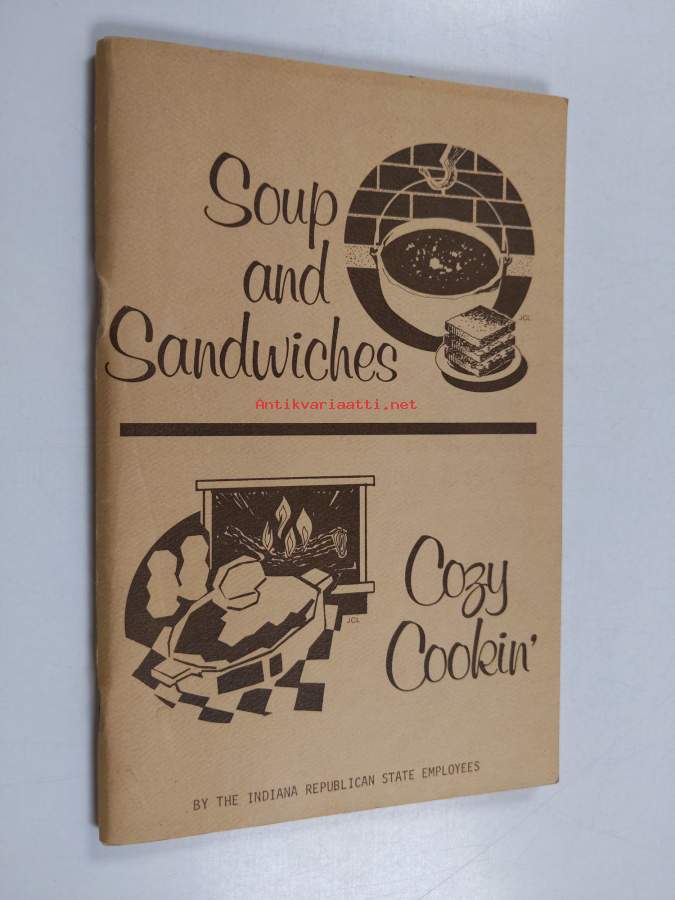 Soup
and
Sandwiches
JCL
Antikvariaatti.net
Cozy
Cookin'
JCL
BY THE INDIANA REPUBLICAN STATE EMPLOYEES